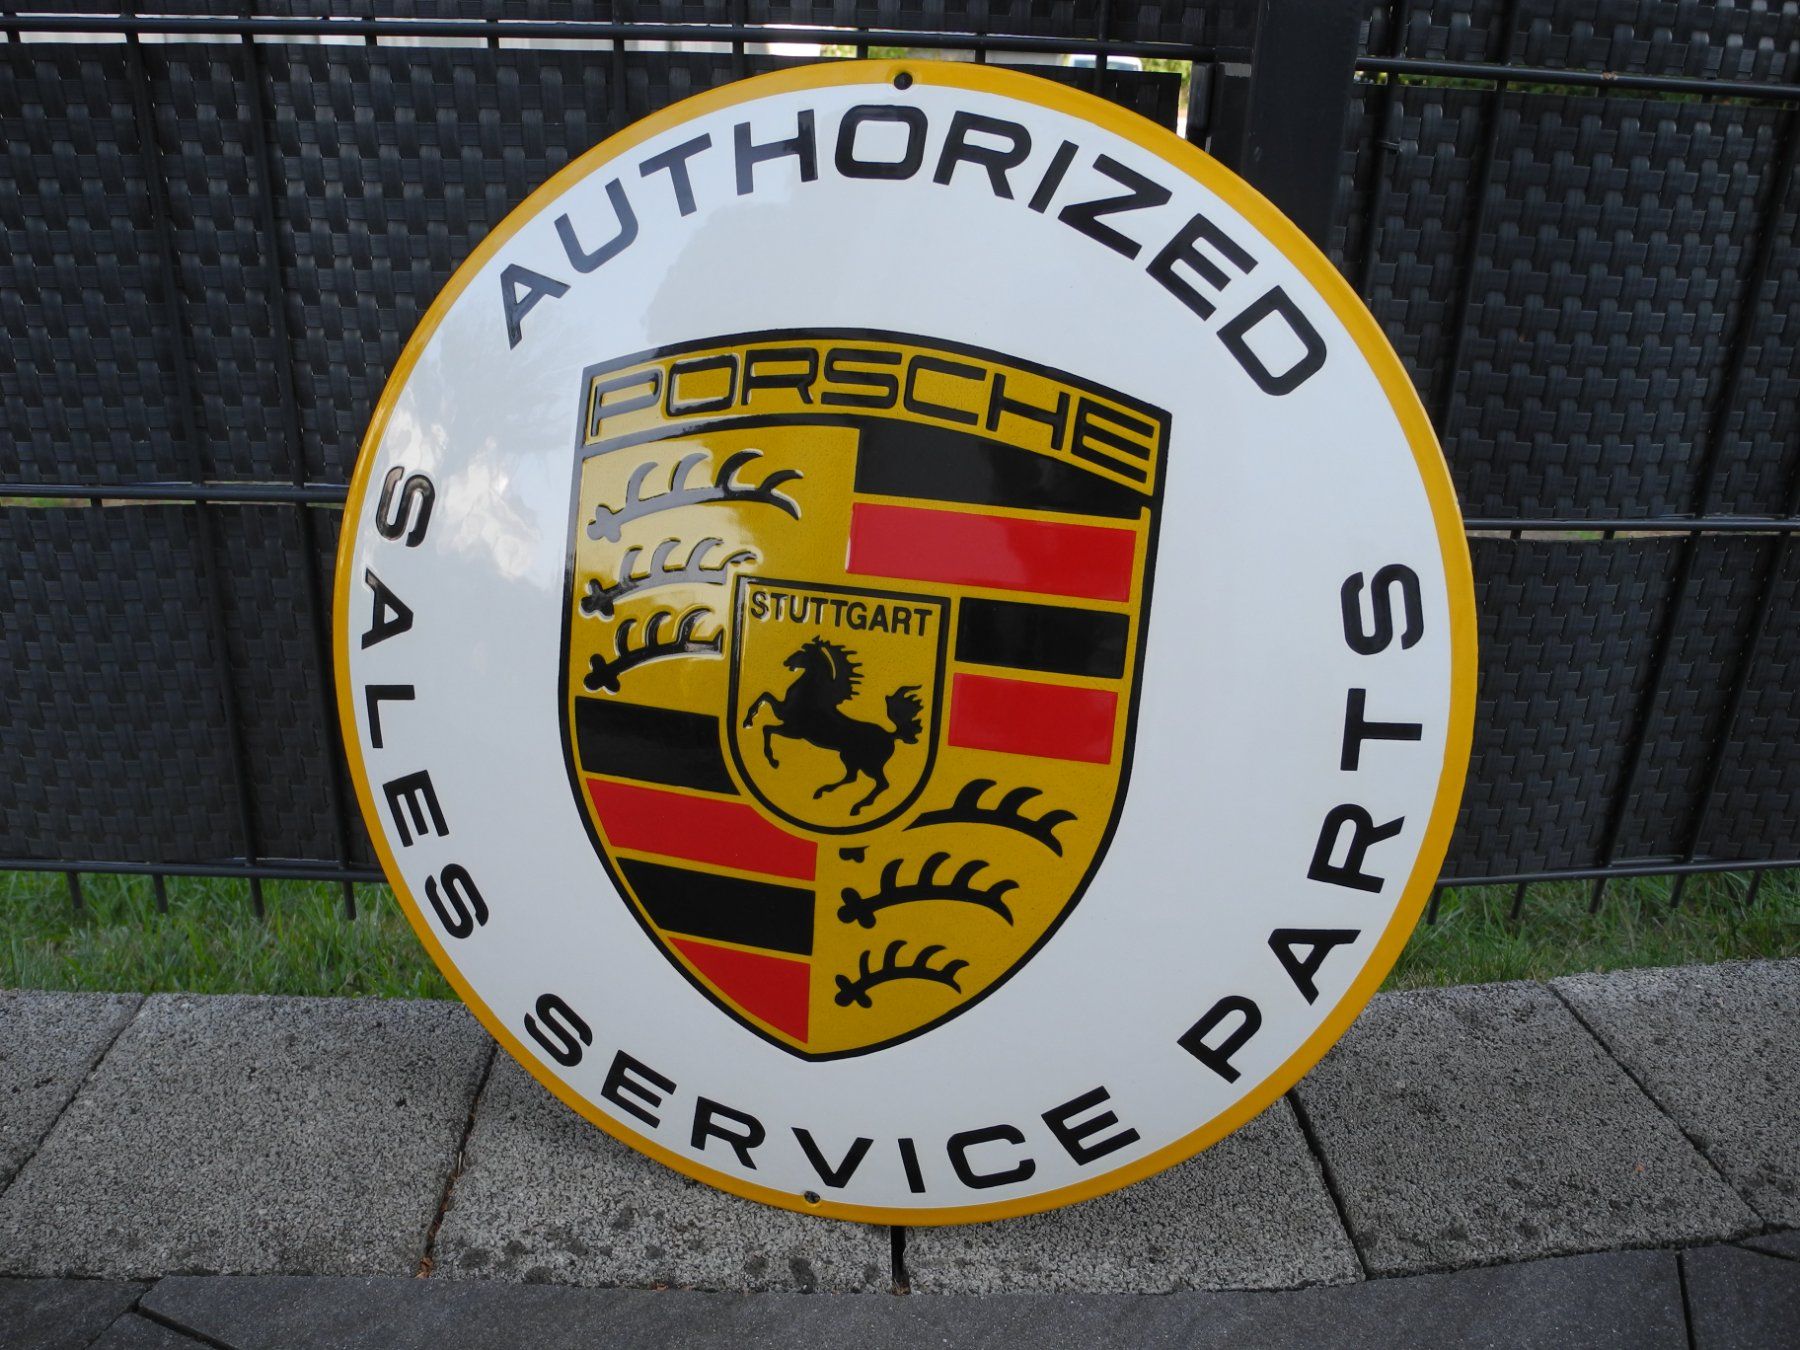 AUTHORIZED
PORSCHE
STUTTGART
SALES SERVICE PARTS